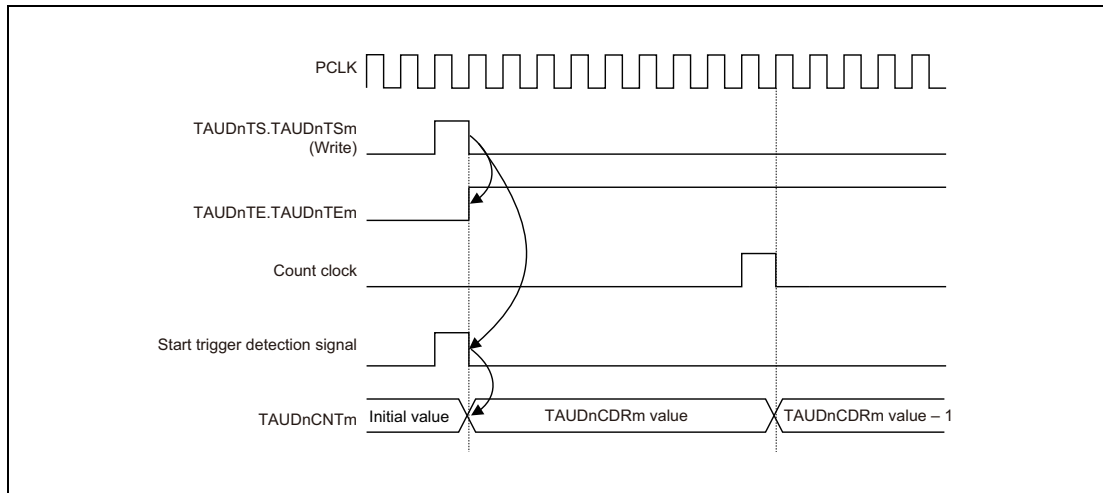 PCLK
TAUDnTS.TAUDnTSm
(Write)
TAUDnTE.TAUDnTEm
Count clock
Start trigger detection signal
TAUDnCNTm
Initial value
TAUDnCDRm value
TAUDnCDRm value – 1